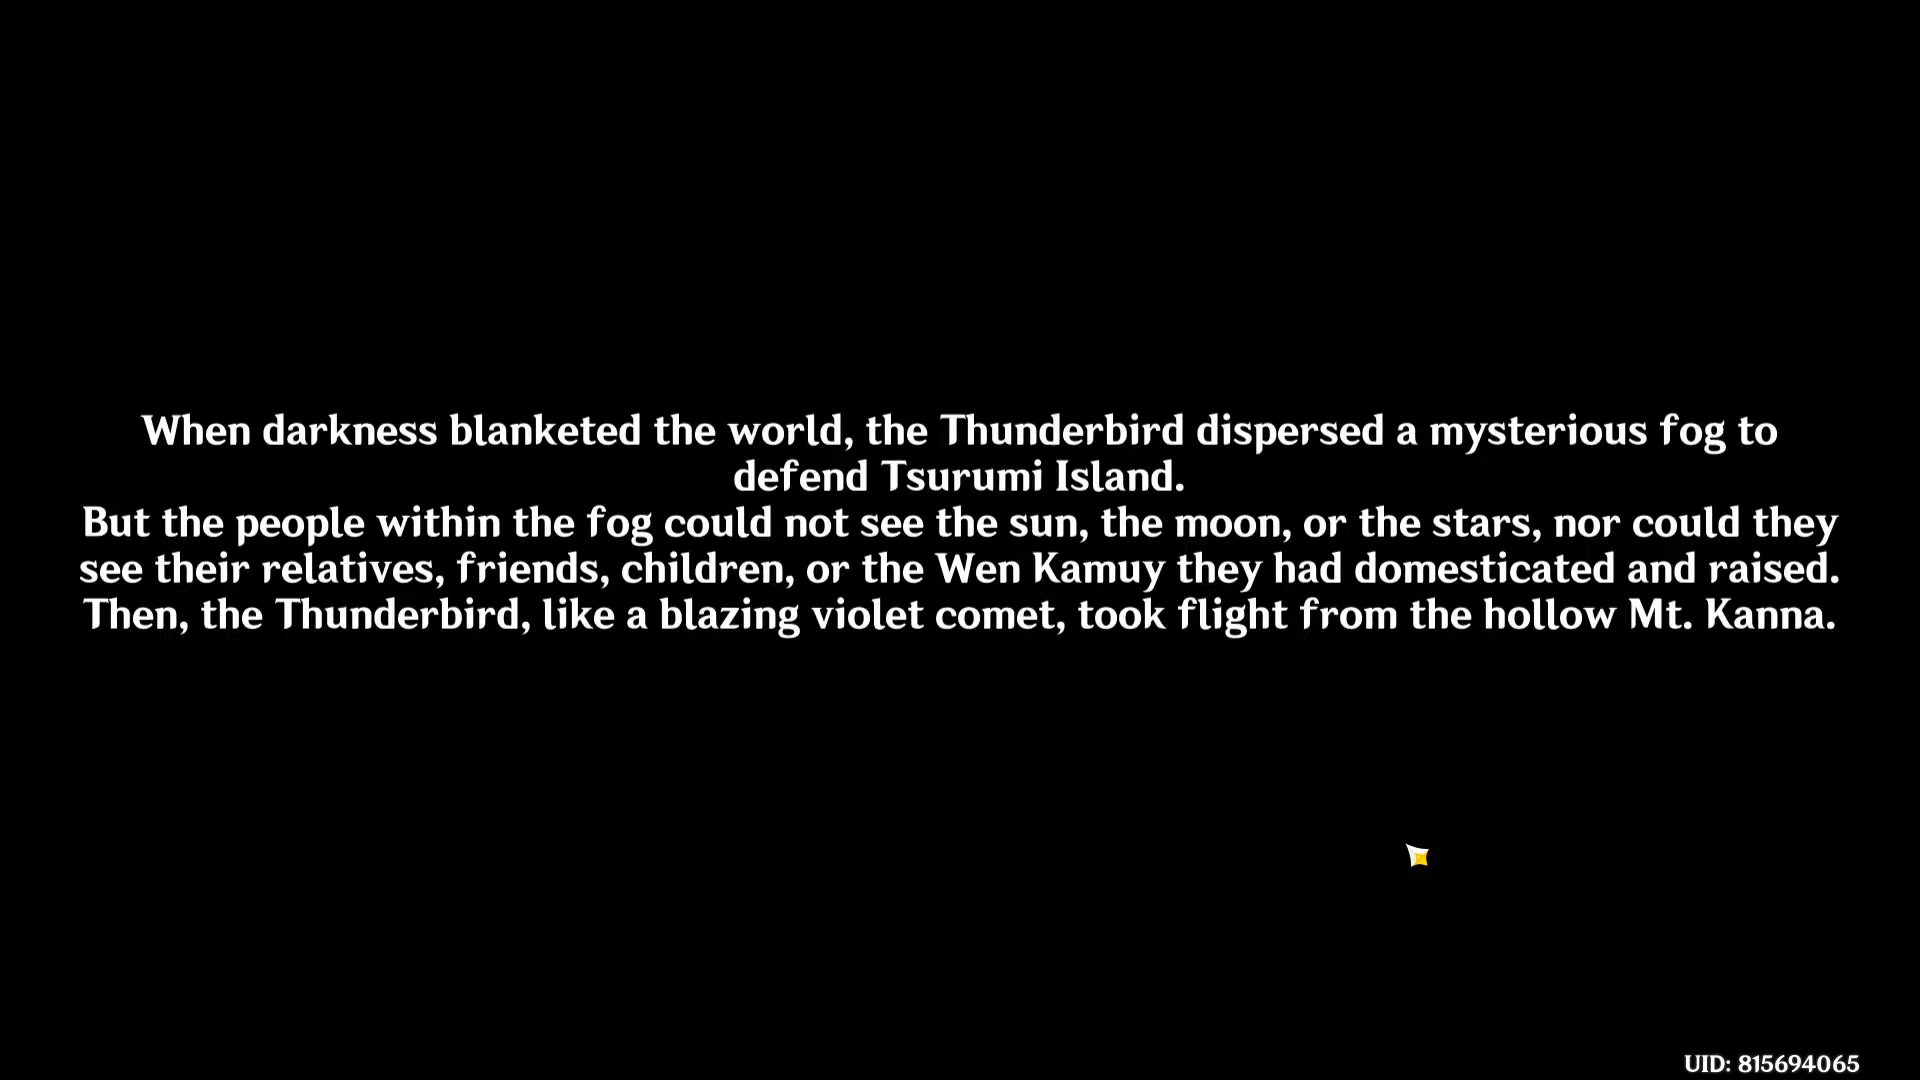 When darkness blanketed the world, the Thunderbird dispersed a mysterious fog to
defend Tsurumi Island.
But the people within the fog could not see the sun, the moon, or the stars, nor could they
see their relatives, friends, children, or the Wen Kamuy they had domesticated and raised.
Then, the Thunderbird, like a blazing violet comet, took flight from the hollow Mt. Kanna.
UID: 815694065